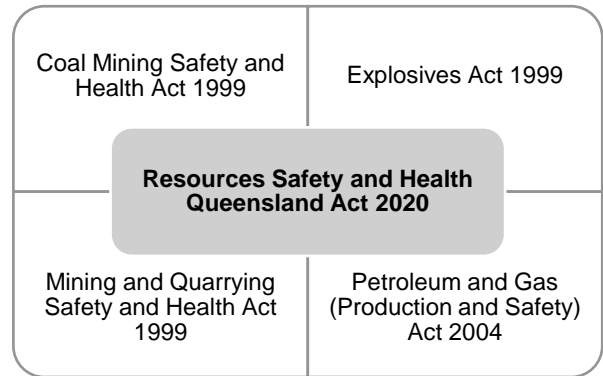 Coal Mining Safety and
Health Act 1999
Explosives Act 1999
Resources Safety and Health
Queensland Act 2020
Mining and Quarrying
Safety and Health Act
1999
Petroleum and Gas
(Production and Safety)
Act 2004